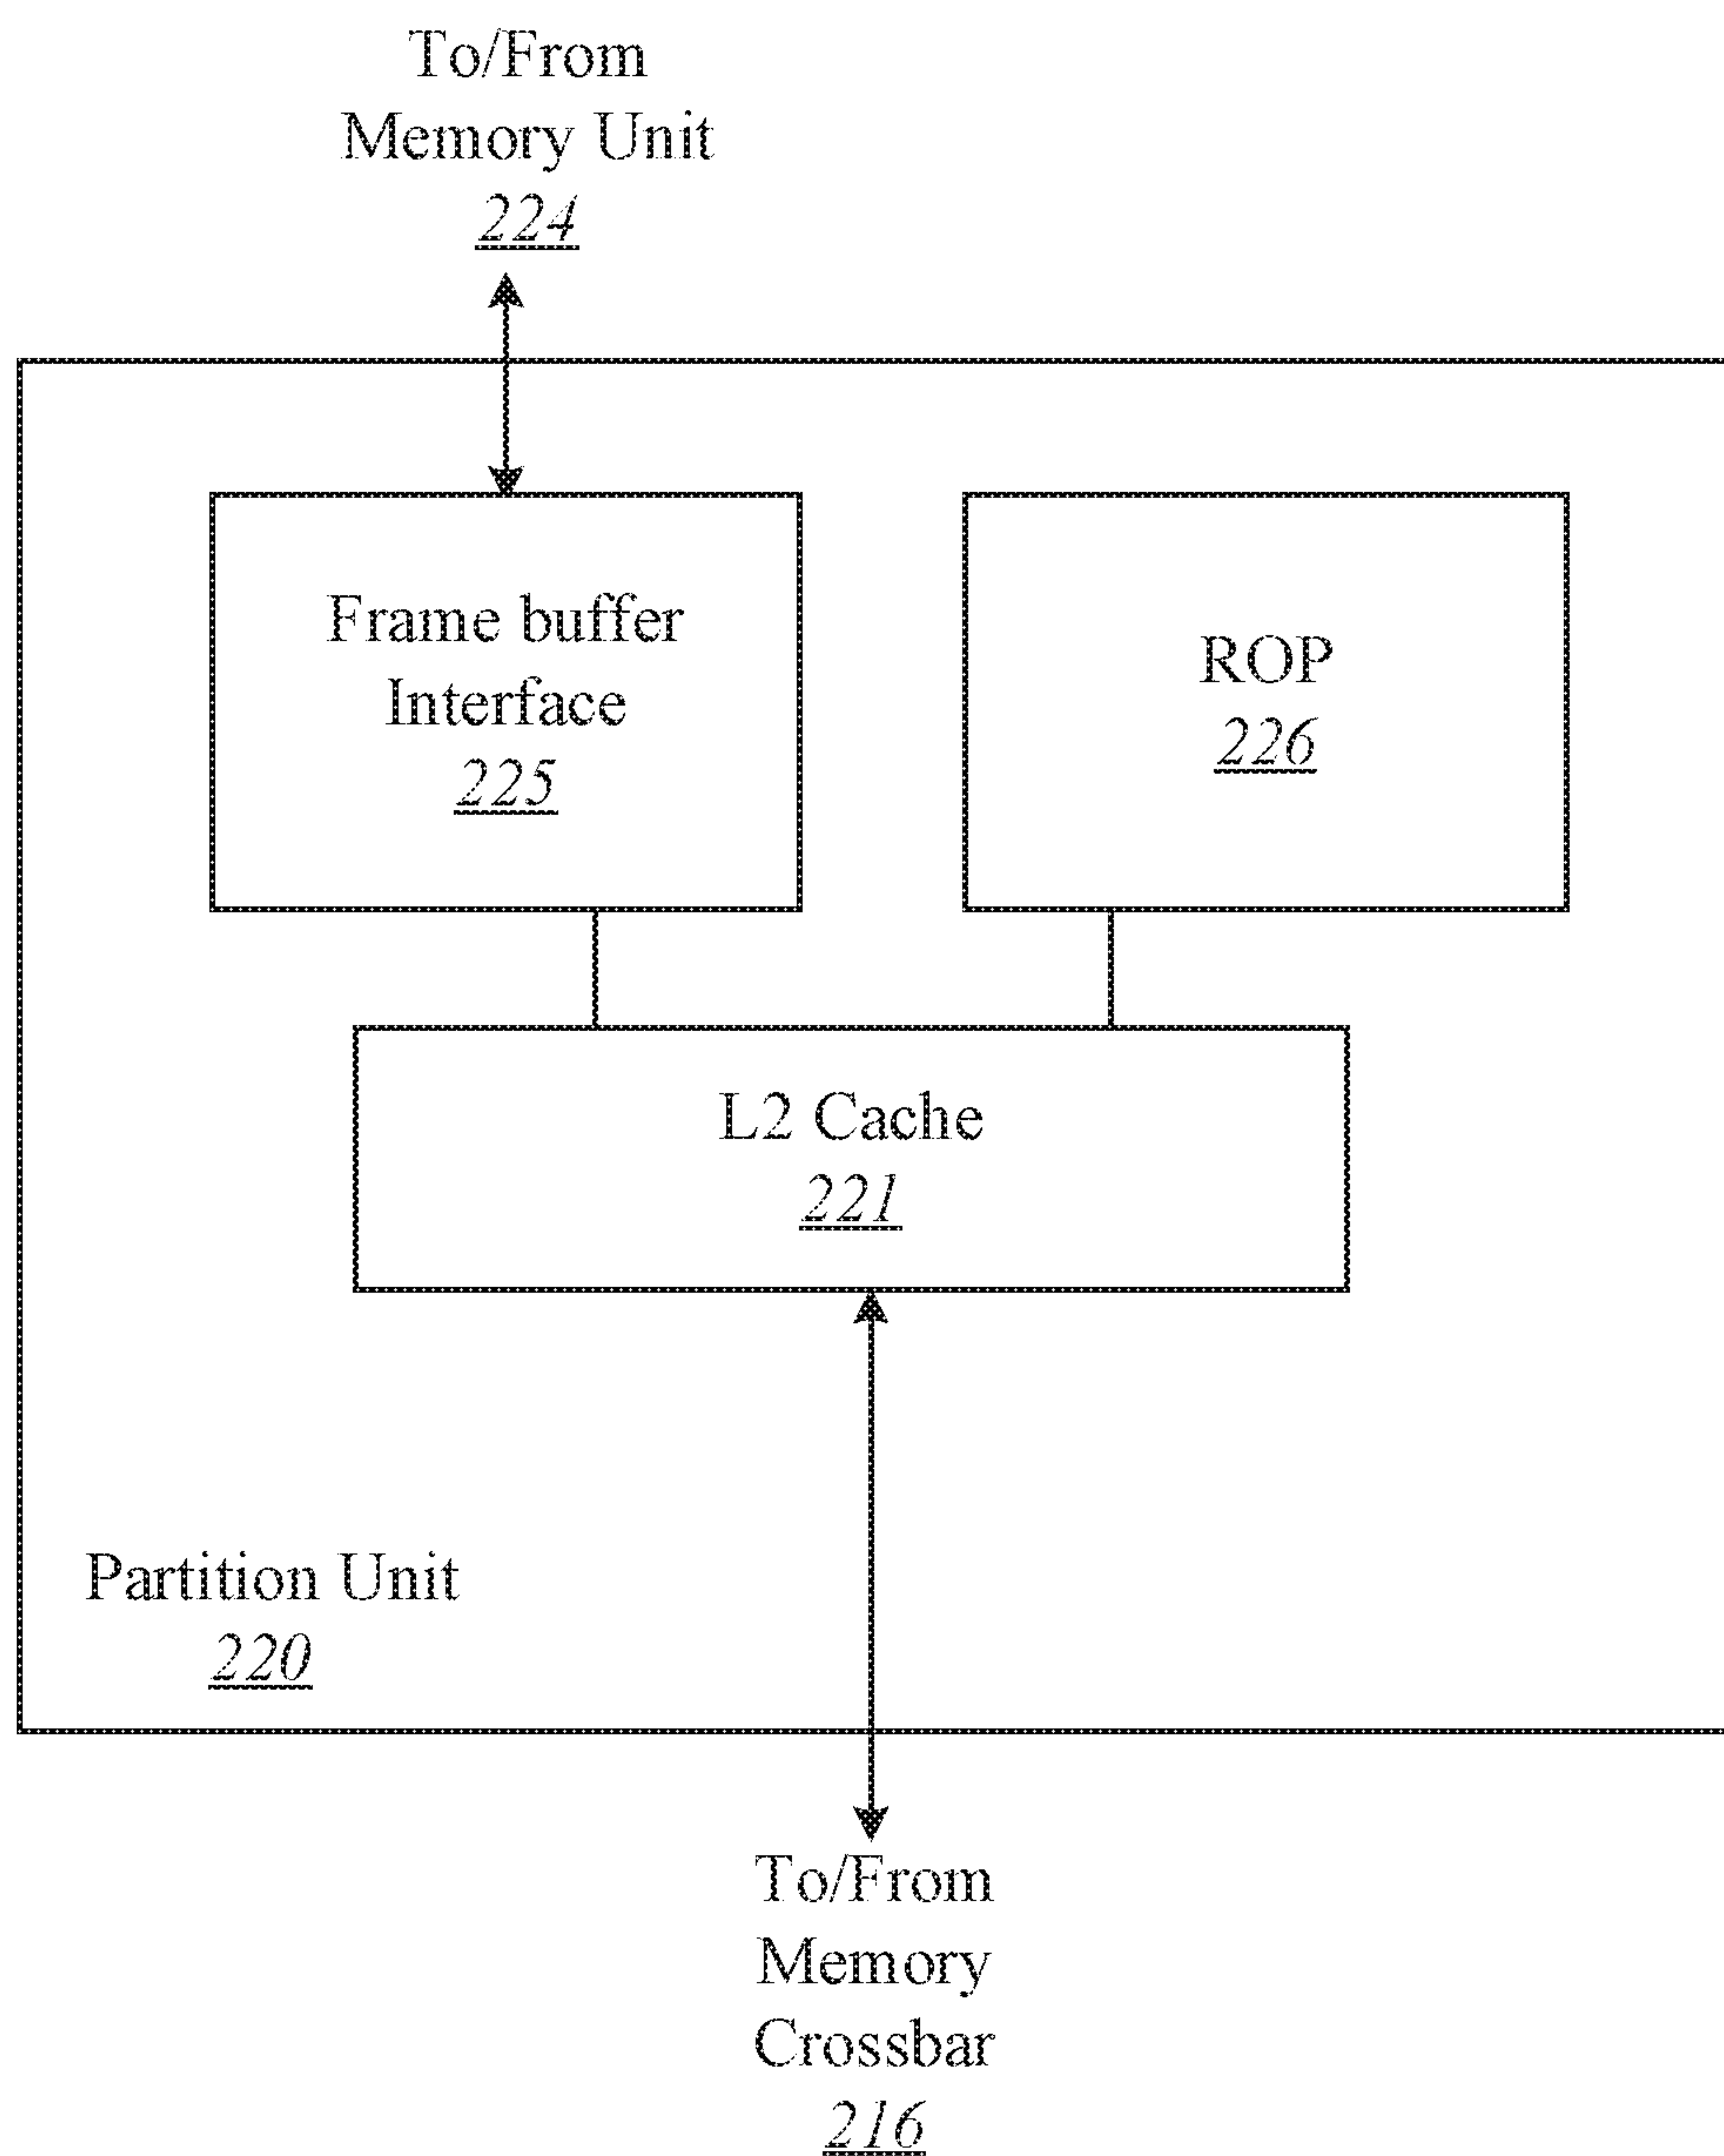 To/From
Memory Unit
224
Frame buffer
Interface
225
ROP
226
L2 Cache
221
Partition Unit
220
To/From
Memory
Crossbar
216